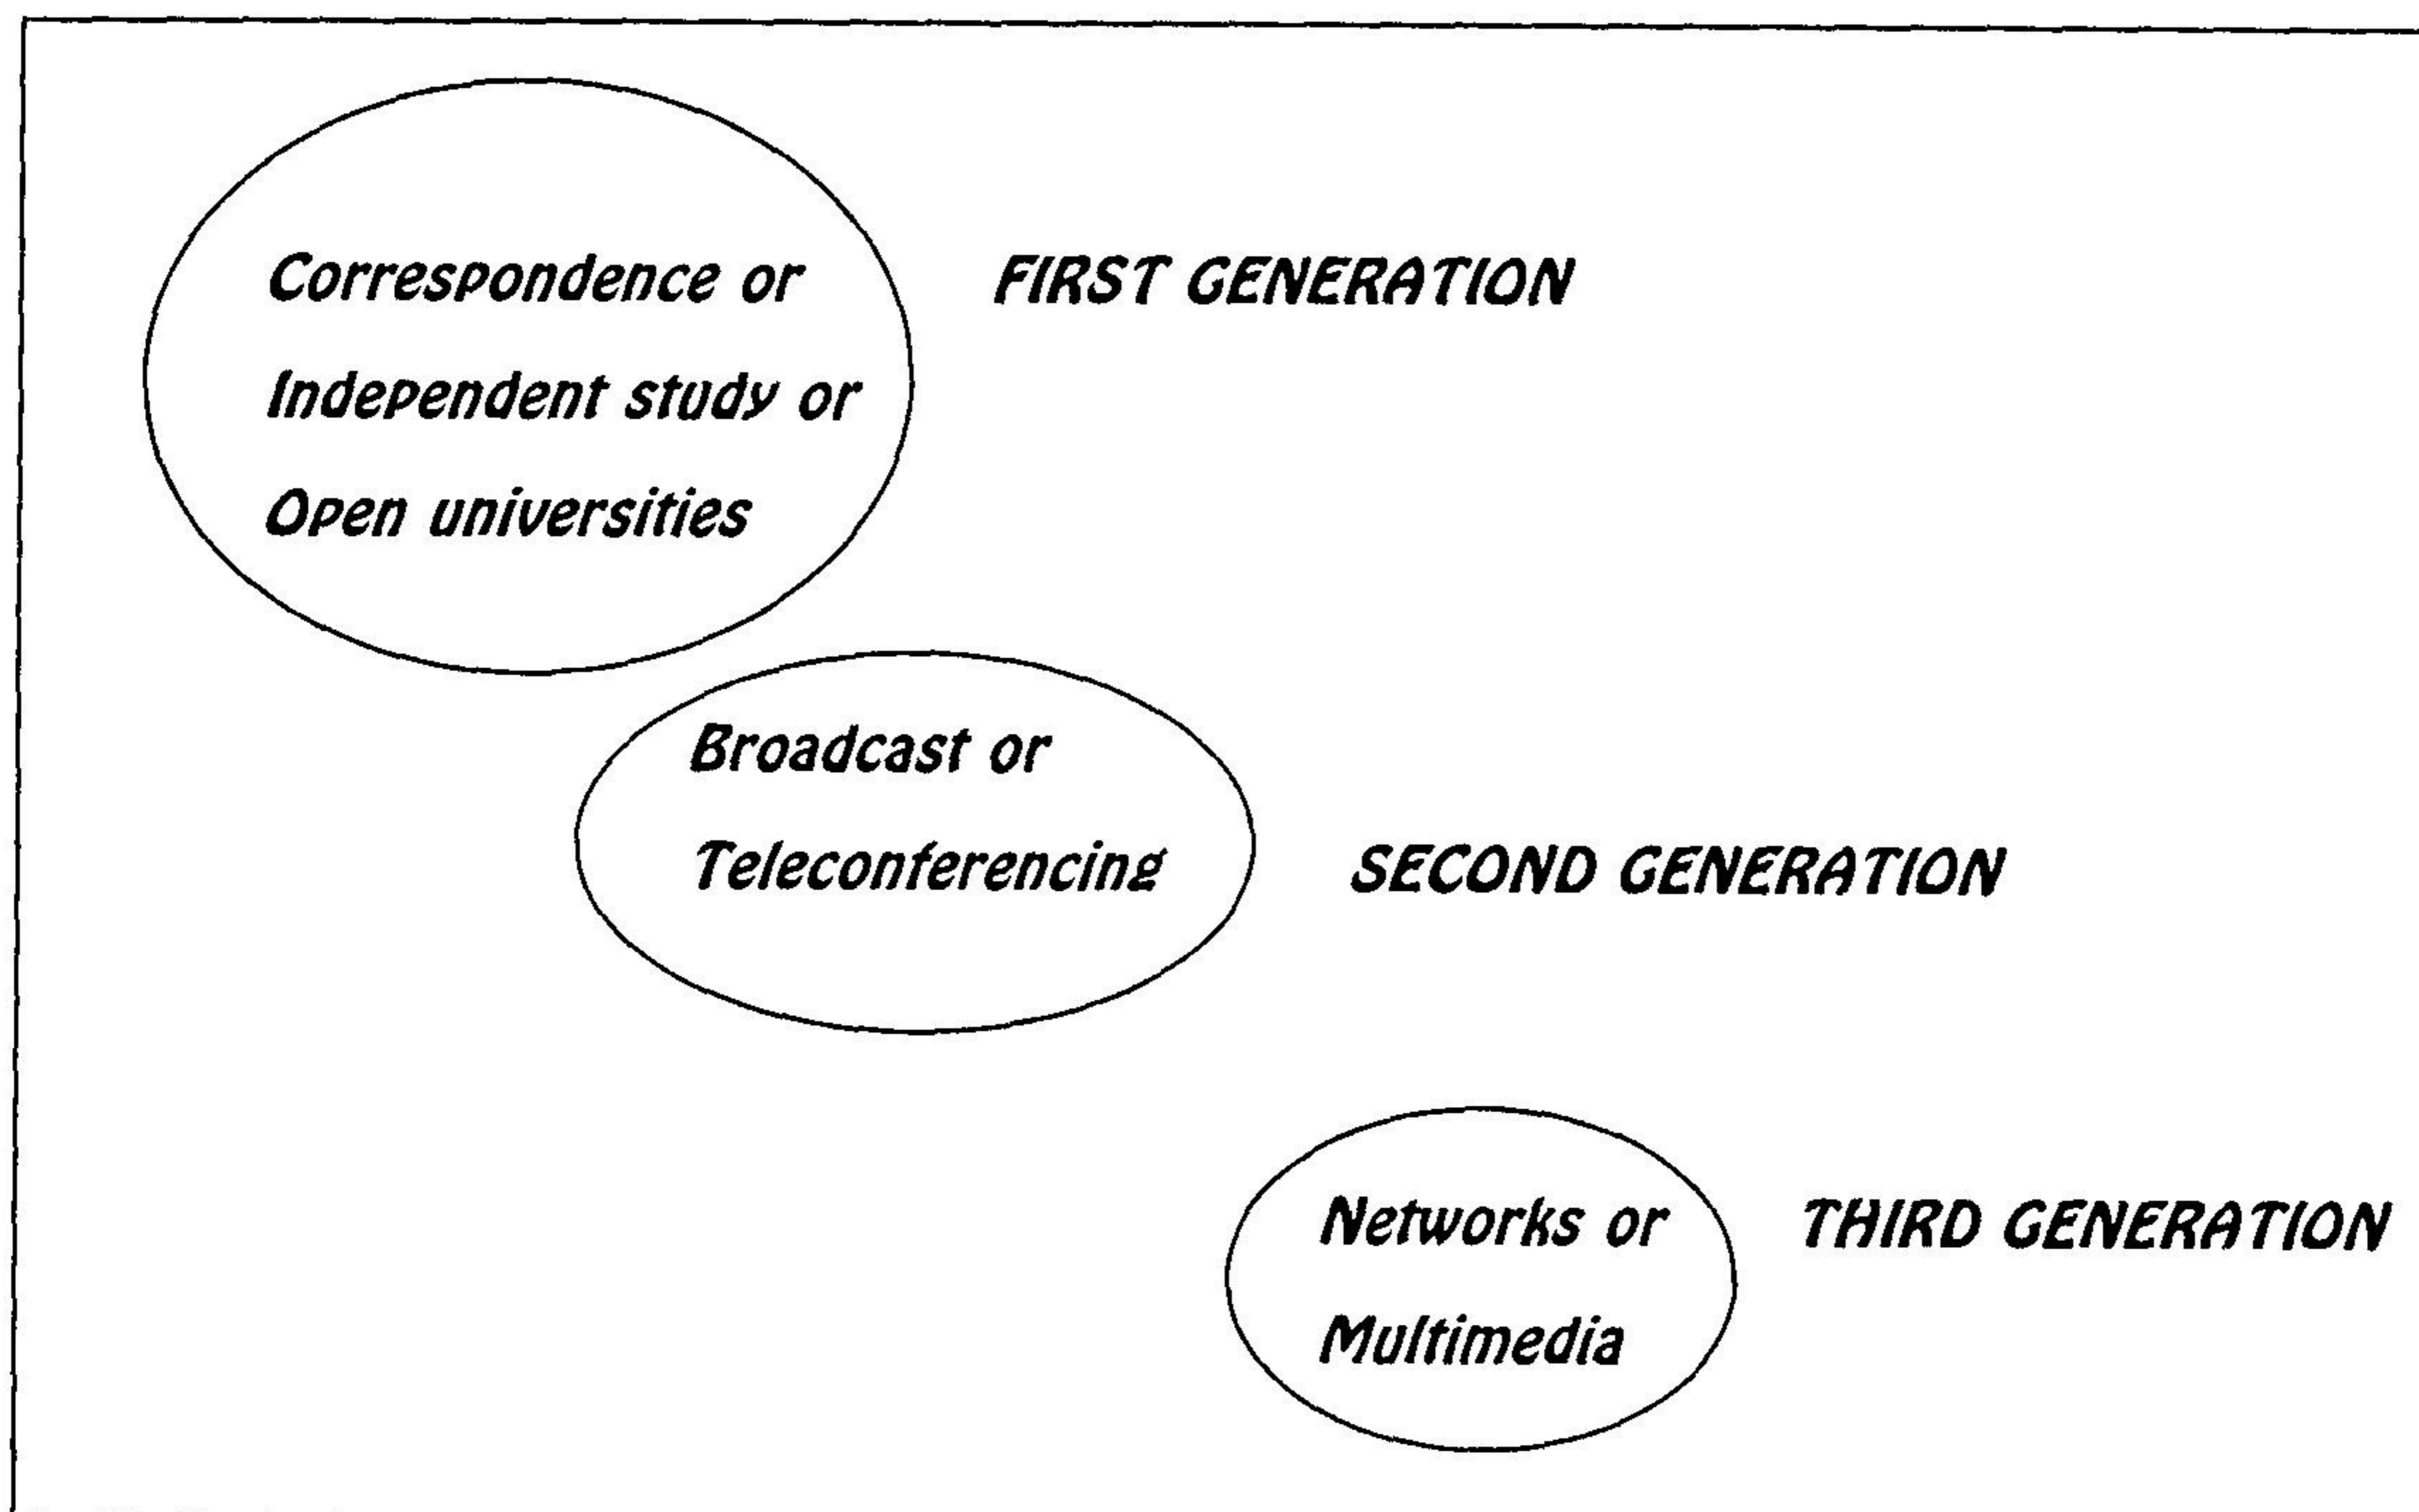 Correspondence or
FIRST GENERATION
Independent study or
Open universities
Broadcast or
Teleconferencing
SECOND GENERATION
Networks or
THIRD GENERATION
Multimedia